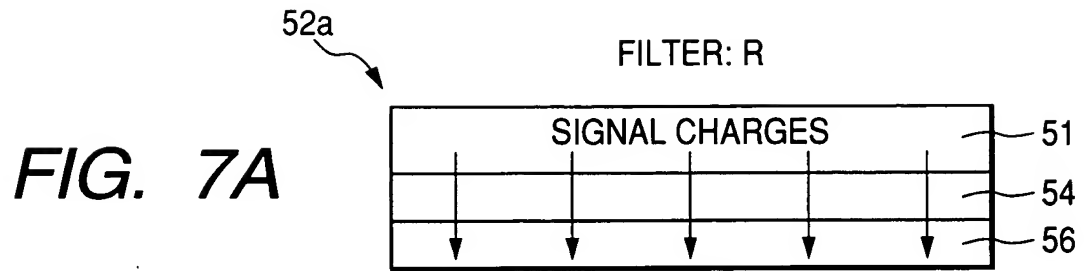 52a
FILTER: R
SIGNAL CHARGES
51
FIG. 7A
54
56